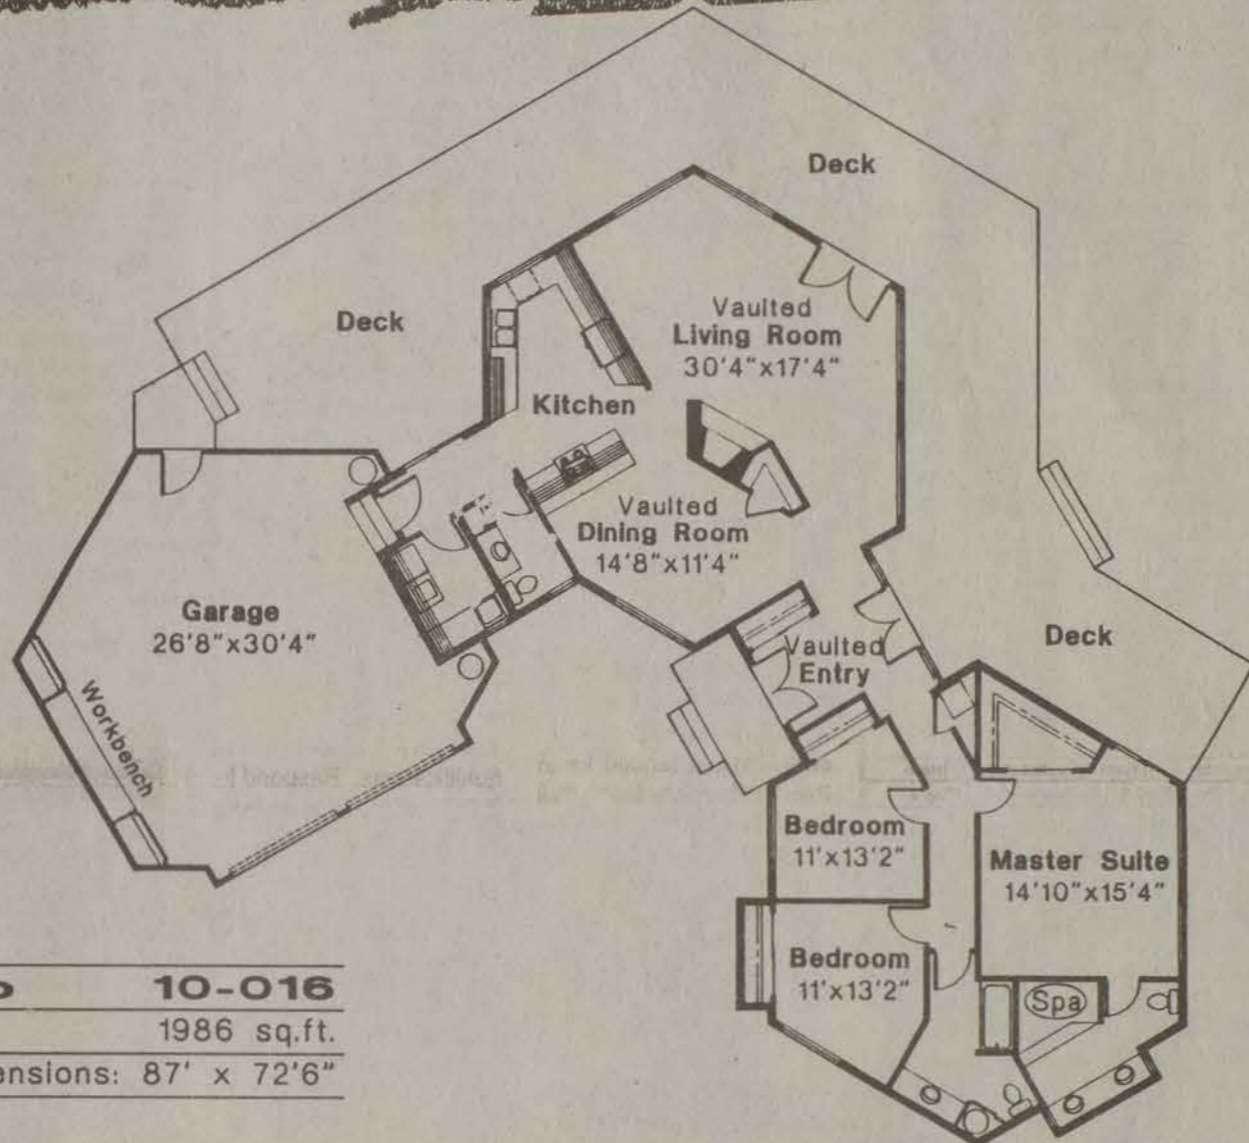 Deck
Deck
Vaulted
Living Room
30'4"x17'4"
Kitchen
Vaulted
Dining Room
14'8"x11'4"
Garage
26'8"x30'4"
Workbench
Vaulted
Entry
Deck
Bedroom
11'x13'2"
Master Suite
14'10"x15'4"
Bedroom
11'x13'2"
Spa
10-016
1986 sq.ft.
ensions: 87' x 72'6"